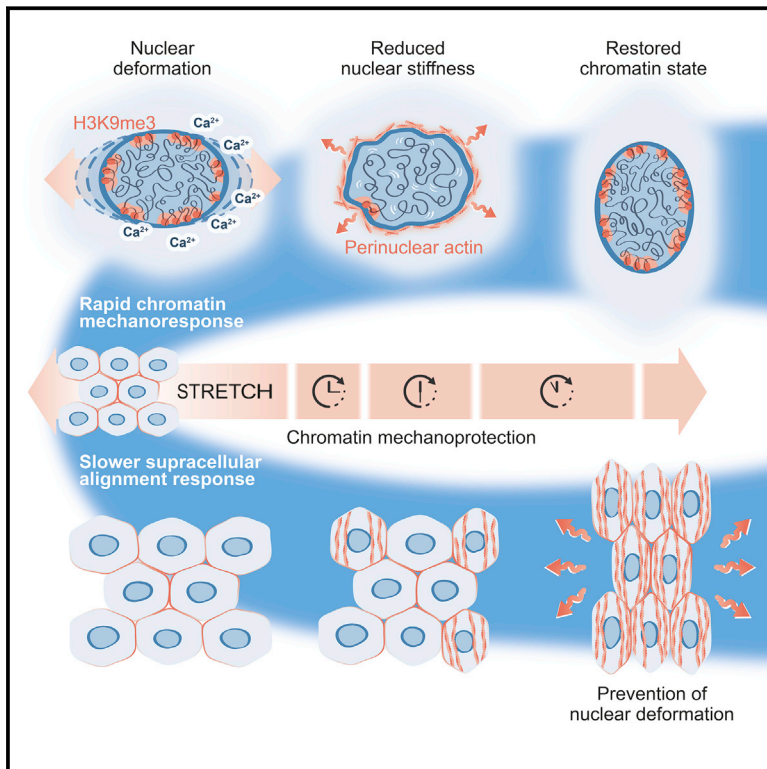 Nuclear
deformation
Reduced
nuclear stiffness
Restored
chromatin state
H3K9me3
Ca²⁺
Ca²⁺
Ca²⁺
Ca²⁺
Ca²⁺
Ca²⁺
Ca²⁺
Perinuclear actin
Rapid chromatin
mechanoresponse
STRETCH
Chromatin mechanoprotection
Slower supracellular
alignment response
Prevention of
nuclear deformation